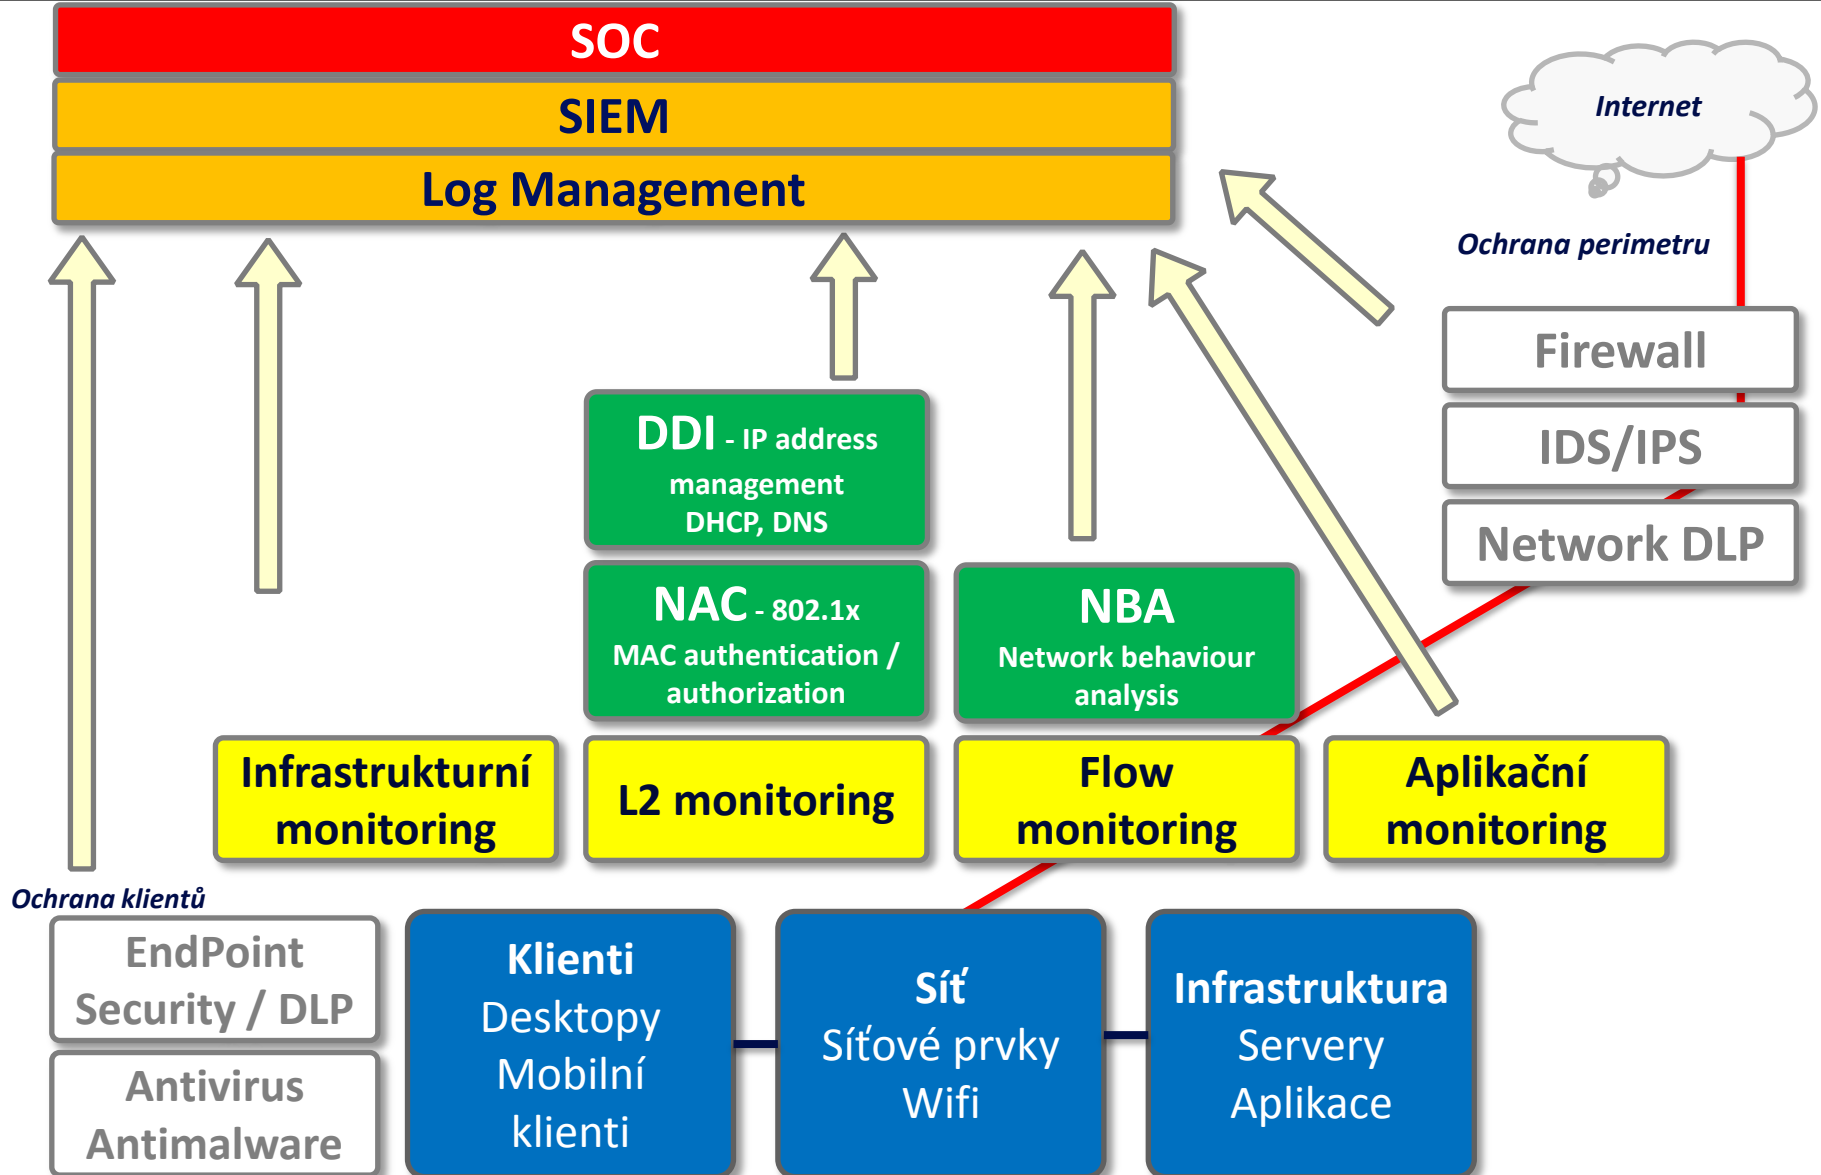 SOC
SIEM
Log Management
Internet
Ochrana perimetru
Firewall
IDS/IPS
Network DLP
DDI - IP address
management
DHCP, DNS
NAC - 802.1x
MAC authentication /
authorization
NBA
Network behaviour
analysis
Infrastrukturní
monitoring
L2 monitoring
Flow
monitoring
Aplikační
monitoring
Ochrana klientů
EndPoint
Security / DLP
Antivirus
Antimalware
Klienti
Desktopy
Mobilní
klienti
Síť
Síťové prvky
Wifi
Infrastruktura
Servery
Aplikace